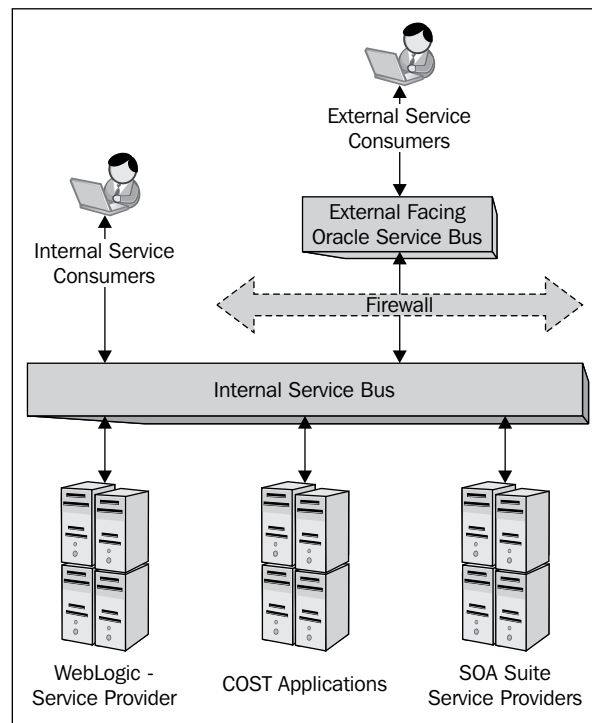 External Service
Consumers
External Facing
Oracle Service Bus
Internal Service
Consumers
Firewall
Internal Service Bus
WebLogic -
Service Provider
COST Applications
SOA Suite
Service Providers